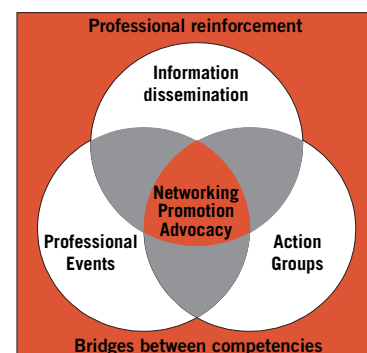 Professional reinforcement
Information
dissemination
Networking
Promotion
Advocacy
Professional
Events
Action
Groups
Bridges between competencies